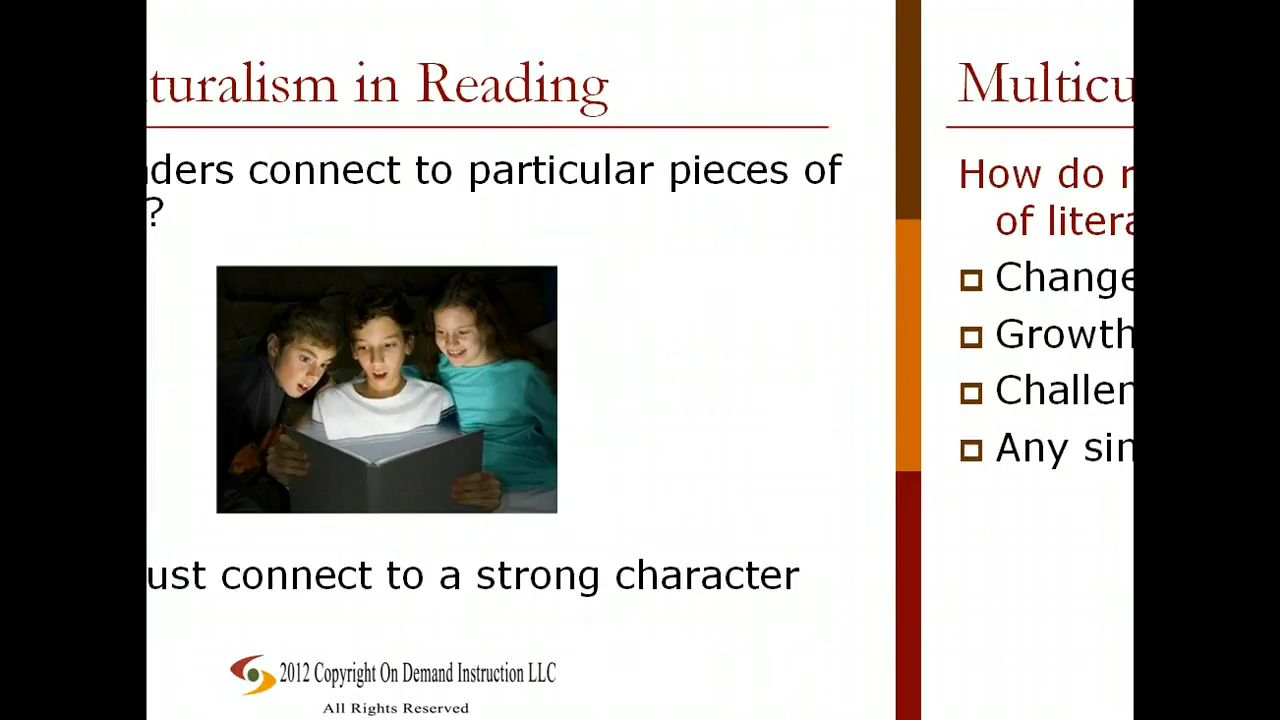 turalism in Reading
ders connect to particular pieces of
?
ust connect to a strong character
2012 Copyright On Demand Instruction LLC
All Rights Reserved
Multicu
How do r
of litera
Change
Growth
Challen
Any sin